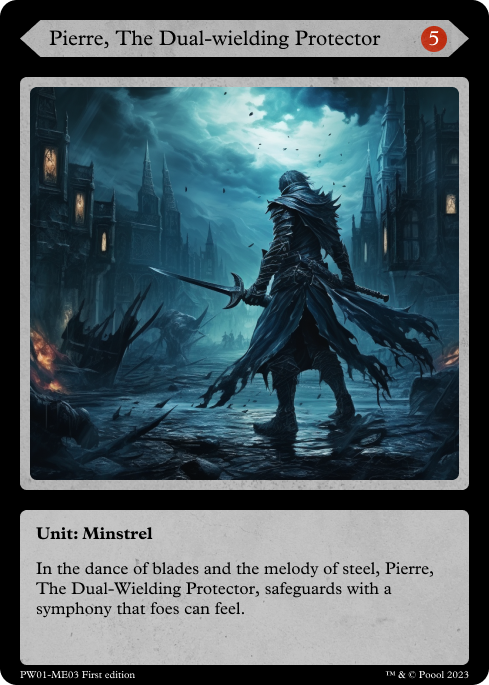 Pierre, The Dual-wielding Protector 5
Unit: Minstrel
In the dance of blades and the melody of steel, Pierre,
The Dual-Wielding Protector, safeguards with a
symphony that foes can feel.
PW01-ME03 First edition ™ & © Poool 2023